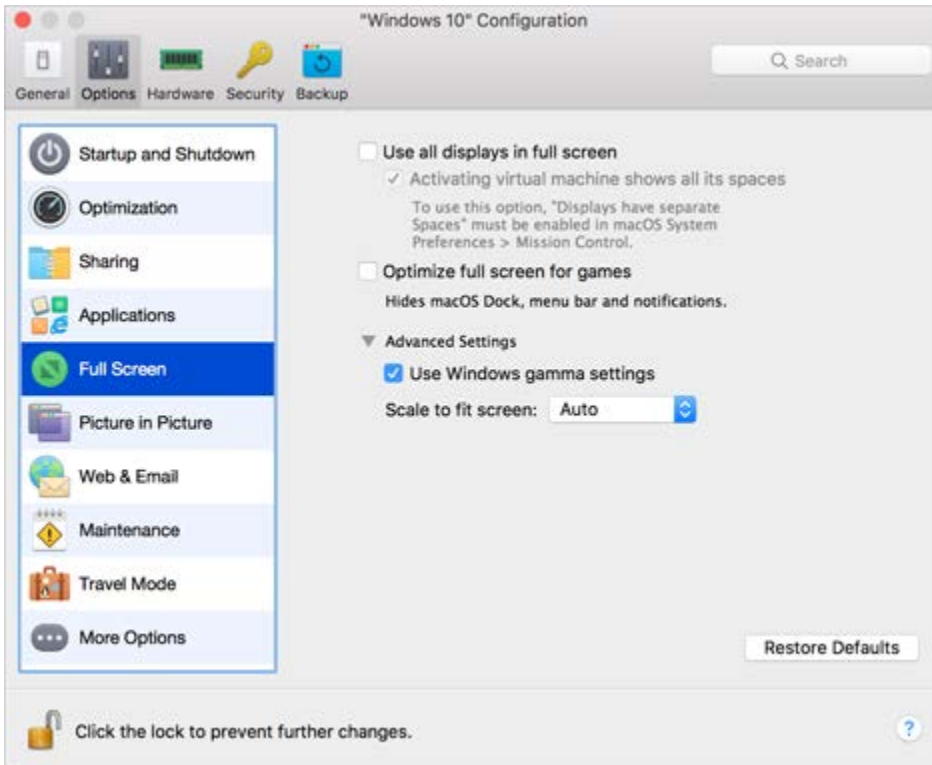 "Windows 10" Configuration
Search
General Options Hardware Security Backup
Startup and Shutdown
Optimization
Sharing
Applications
Full Screen
Picture in Picture
Web & Email
Maintenance
Travel Mode
More Options
Use all displays in full screen
Activating virtual machine shows all its spaces
To use this option, "Displays have separate
Spaces" must be enabled in macOS System
Preferences > Mission Control.
Optimize full screen for games
Hides macOS Dock, menu bar and notifications.
Advanced Settings
Use Windows gamma settings
Scale to fit screen: Auto
Restore Defaults
Click the lock to prevent further changes.
?